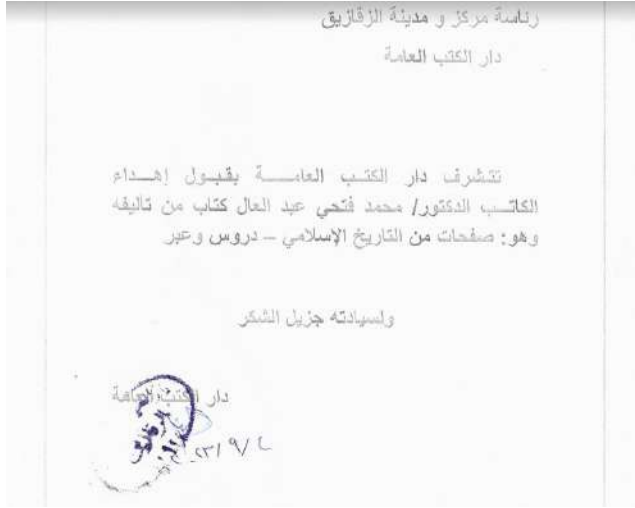 رئاسة مركز و مدينة الزقازيق
دار الكتب العامة
تتشرف دار الكتب العامة بقبول إهداء
الكاتب الدكتور/ محمد فتحي عبد العال كتاب من تاليفه
وهو: صفحات من التاريخ الإسلامي – دروس وعبر
ولسيادته جزيل الشكر
دار الكتب العامة